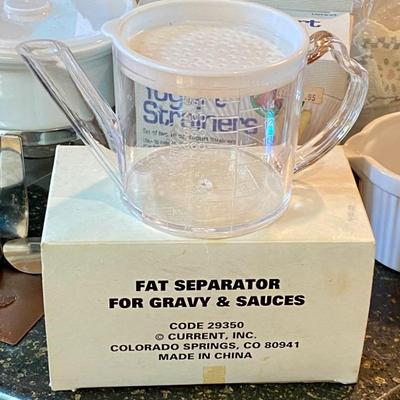 Yogurt
Strainers
FAT SEPARATOR
FOR GRAVY & SAUCES
CODE 29350
© CURRENT, INC.
COLORADO SPRINGS, CO 80941
MADE IN CHINA